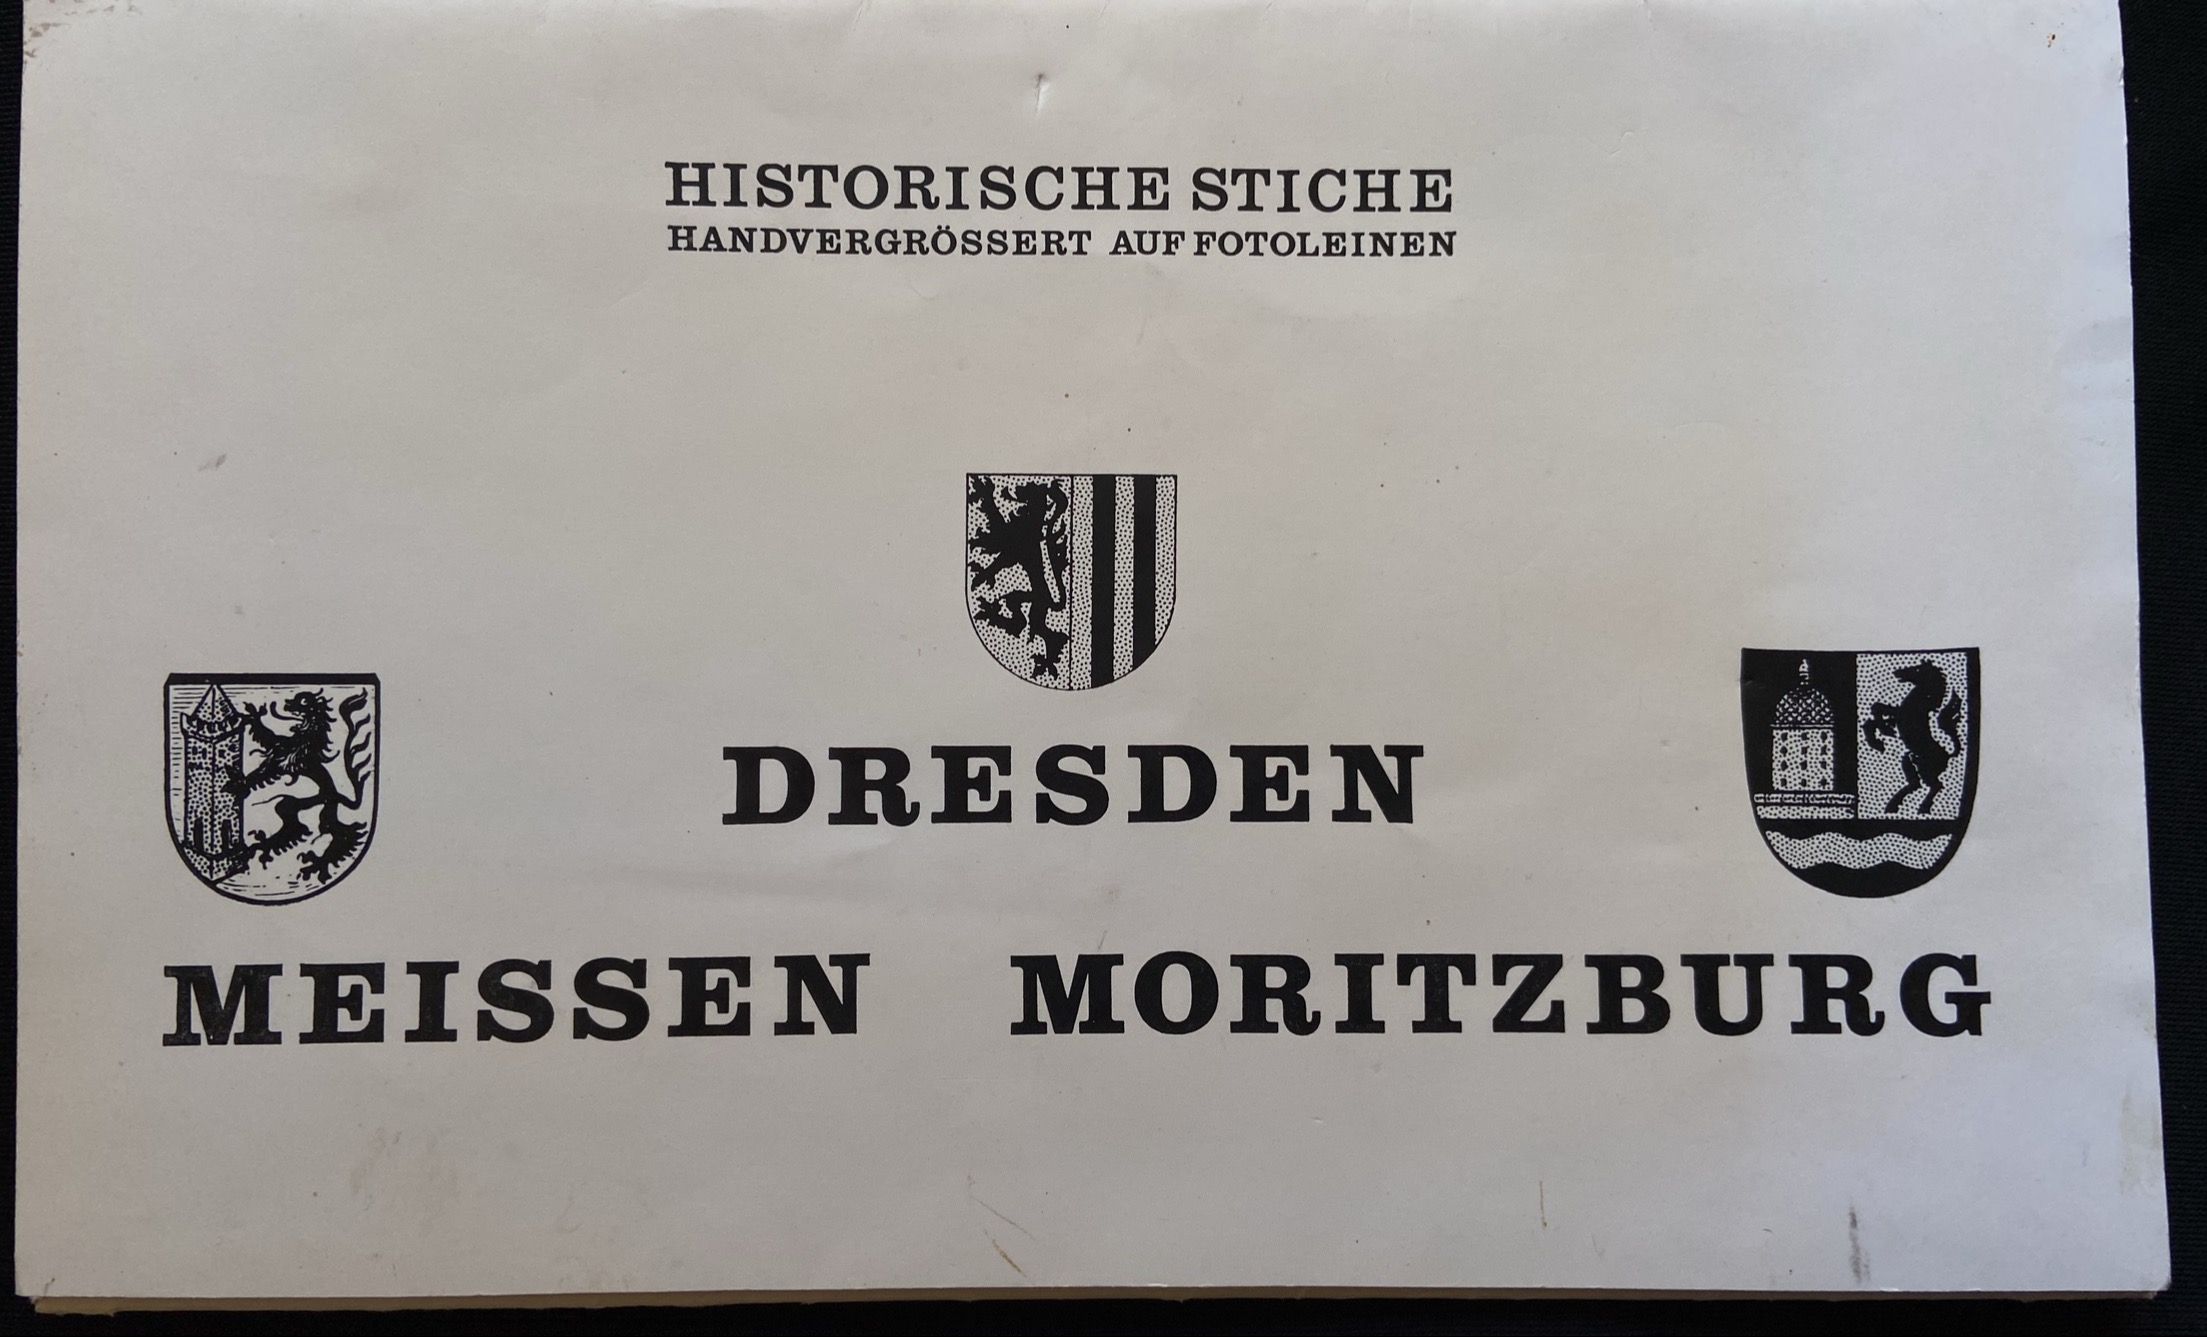 HISTORISCHE STICHE
HANDVERGRÖSSERT AUF FOTOLEINEN
DRESDEN
MEISSEN MORITZBURG